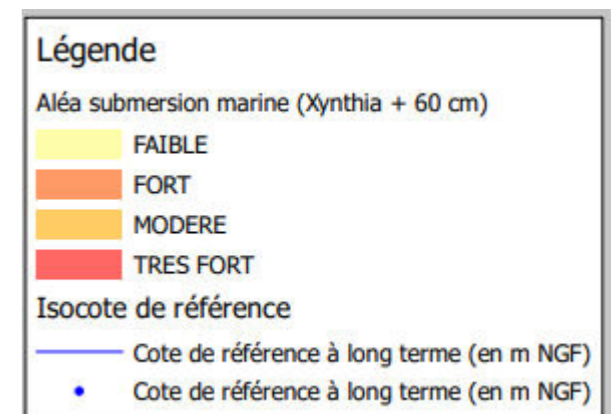 Légende
Aléa submersion marine (Xynthia + 60 cm)
FAIBLE
FORT
MODERE
TRES FORT
Isocote de référence
Cote de référence à long terme (en m NGF)
Cote de référence à long terme (en m NGF)